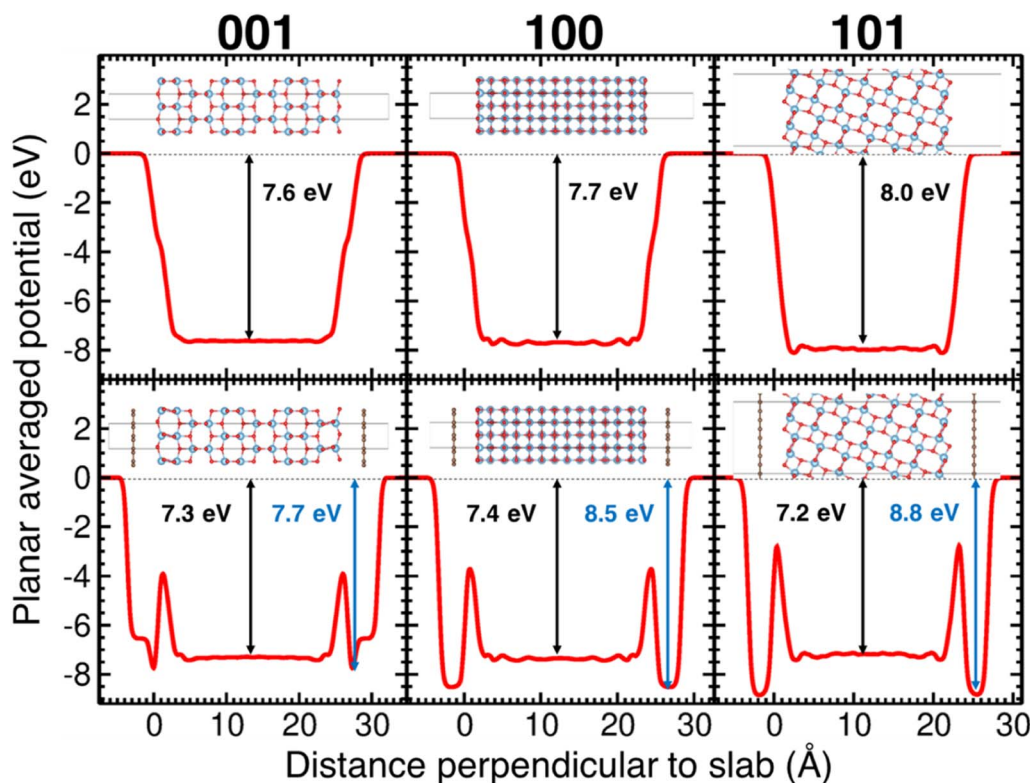 001 100 101
Planar averaged potential (eV)
2
0
-2
-4
-6
-8
7.6 eV 7.7 eV 8.0 eV
2
0
-2
-4
-6
-8
7.3 eV 7.7 eV 7.4 eV 8.5 eV 7.2 eV 8.8 eV
0 10 20 30 0 10 20 30 0 10 20 30
Distance perpendicular to slab (Å)